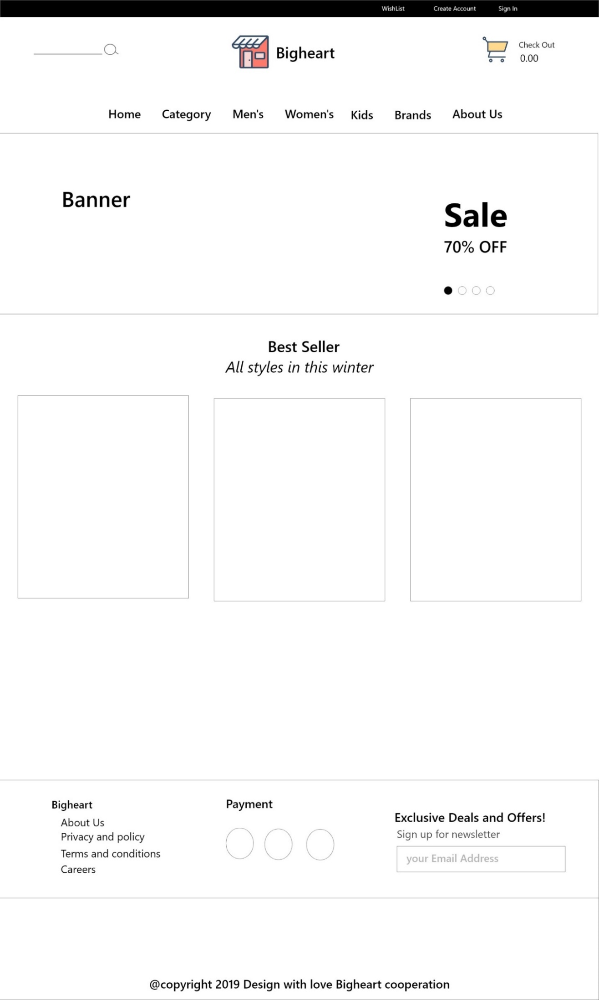 WishList Create Account Sign In
Bigheart
Check Out
0.00
Home Category Men's Women's Kids Brands About Us
Banner
Sale
70% OFF
Best Seller
All styles in this winter
Bigheart
About Us
Privacy and policy
Terms and conditions
Careers
Payment
Exclusive Deals and Offers!
Sign up for newsletter
your Email Address
@copyright 2019 Design with love Bigheart cooperation